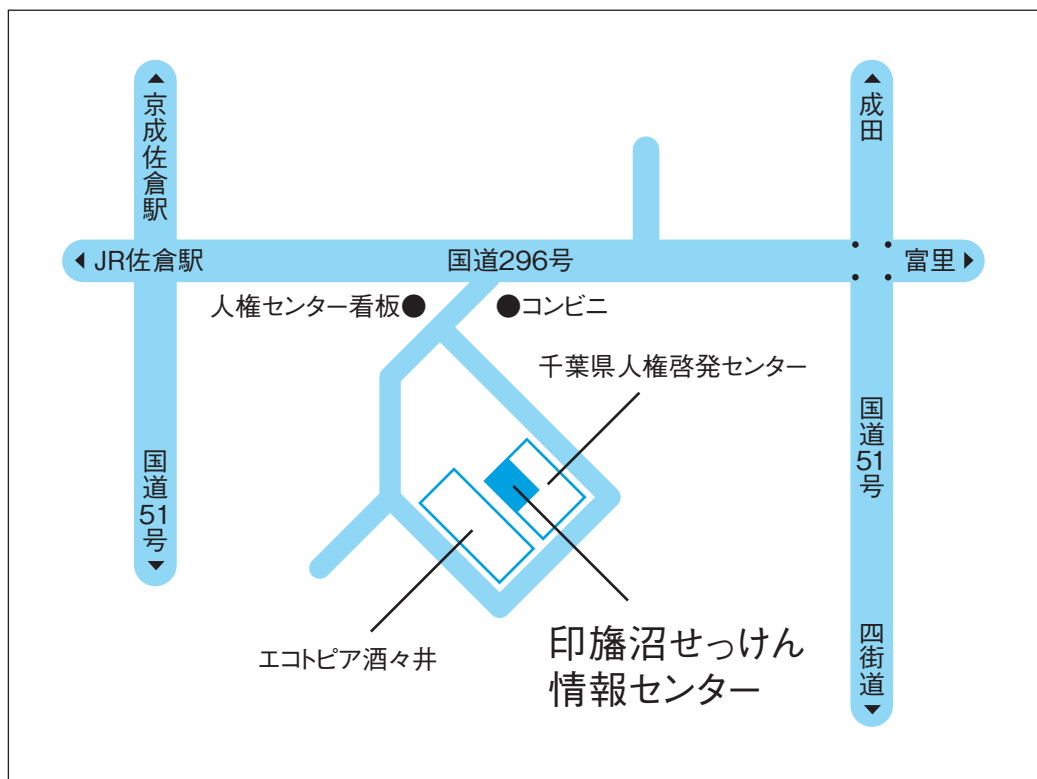 ▲京成佐倉駅
▲成田
◀JR佐倉駅
国道296号
富里▶
人権センター看板●
●コンビニ
千葉県人権啓発センター
国道51号▼
国道51号
エコトピア酒々井
印旛沼せっけん
情報センター
四街道▼